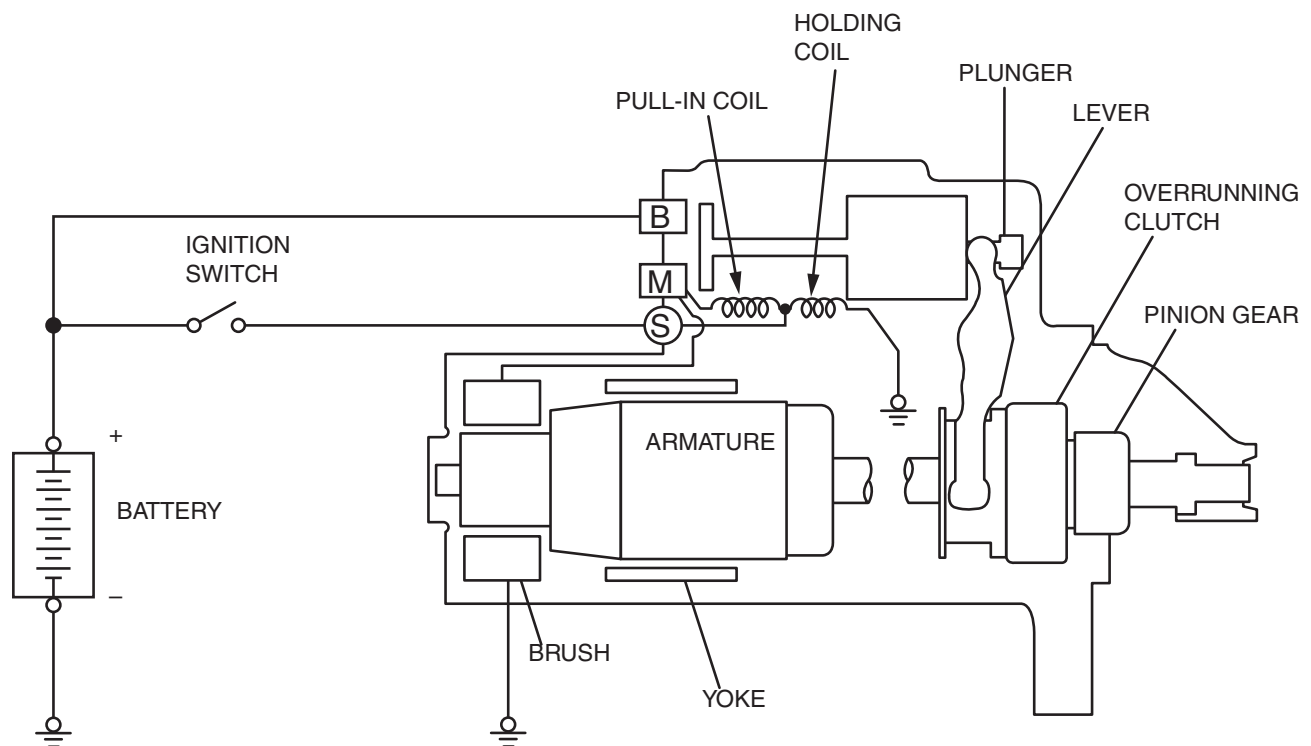 HOLDING
COIL
PLUNGER
PULL-IN COIL
LEVER
OVERRUNNING
CLUTCH
B
IGNITION
SWITCH
M
S
PINION GEAR
+
ARMATURE
BATTERY
–
BRUSH
YOKE